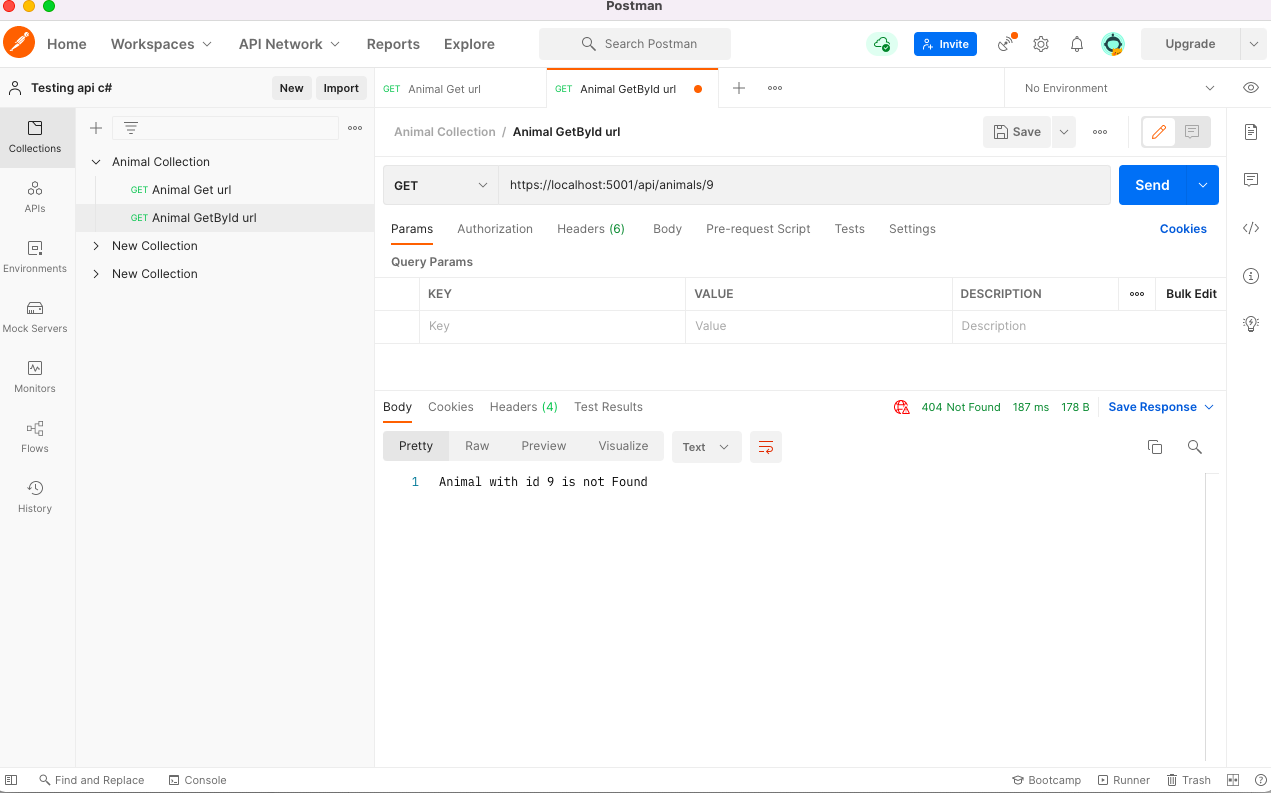 Postman
Home Workspaces API Network Reports Explore Search Postman Invite Upgrade
Testing api c# New Import
GET Animal Get url GET Animal GetById url No Environment
Collections
APIs
Environments
Mock Servers
Monitors
Flows
History
Animal Collection
GET Animal Get url
GET Animal GetById url
New Collection
New Collection
Animal Collection / Animal GetById url Save
GET https://localhost:5001/api/animals/9 Send
Params Authorization Headers (6) Body Pre-request Script Tests Settings Cookies
Query Params
KEY VALUE DESCRIPTION Bulk Edit
Key Value Description
Body Cookies Headers (4) Test Results 404 Not Found 187 ms 178 B Save Response
Pretty Raw Preview Visualize Text
1 Animal with id 9 is not Found
Find and Replace Console Bootcamp Runner Trash